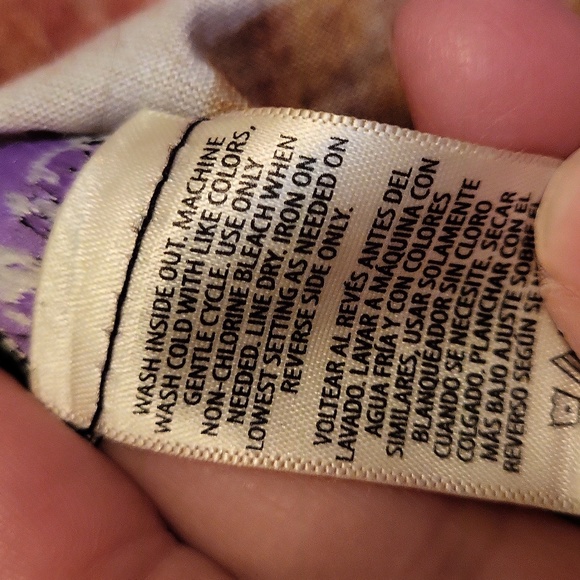 WASH INSIDE OUT. MACHINE
WASH COLD WITH LIKE COLORS,
GENTLE CYCLE. USE ONLY
NON-CHLORINE BLEACH WHEN
NEEDED. LINE DRY. IRON ON
LOWEST SETTING AS NEEDED ON
REVERSE SIDE ONLY.
VOLTEAR AL REVÉS ANTES DEL
LAVADO. LAVAR A MÁQUINA CON
AGUA FRÍA Y CON COLORES
SIMILARES. USAR SOLAMENTE
BLANQUEADOR SIN CLORO
CUANDO SE NECESITE. SECAR
COLGADO. PLANCHAR CON EL
MÁS BAJO AJUSTE SOBRE EL
REVERSO SEGÚN SE